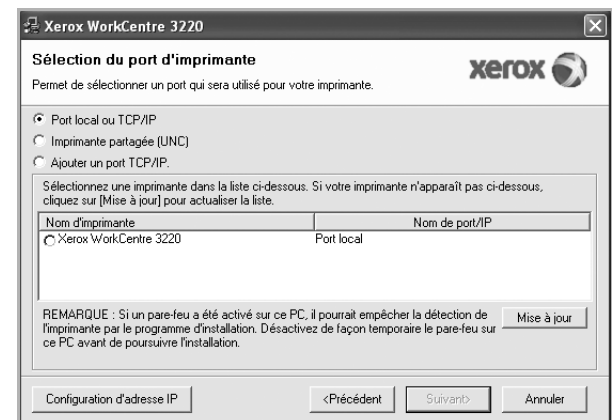 Xerox WorkCentre 3220
Sélection du port d'imprimante
Permet de sélectionner un port qui sera utilisé pour votre imprimante.
xerox
Port local ou TCP/IP
Imprimante partagée (UNC)
Ajouter un port TCP/IP.
Sélectionnez une imprimante dans la liste ci-dessous. Si votre imprimante n'apparaît pas ci-dessous,
cliquez sur [Mise à jour] pour actualiser la liste.
Nom d'imprimante Nom de port/IP
Xerox WorkCentre 3220 Port local
REMARQUE : Si un pare-feu a été activé sur ce PC, il pourrait empêcher la détection de
l'imprimante par le programme d'installation. Désactivez de façon temporaire le pare-feu sur
ce PC avant de poursuivre l'installation.
Mise à jour
Configuration d'adresse IP <Précédent Suivant> Annuler